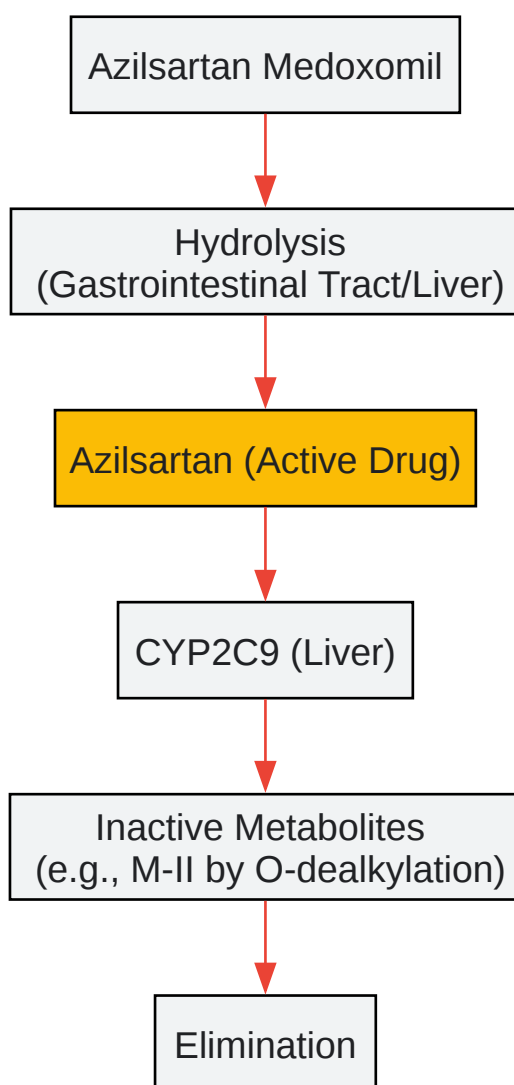 Azilsartan Medoxomil
Hydrolysis
(Gastrointestinal Tract/Liver)
Azilsartan (Active Drug)
CYP2C9 (Liver)
Inactive Metabolites
(e.g., M-II by O-dealkylation)
Elimination